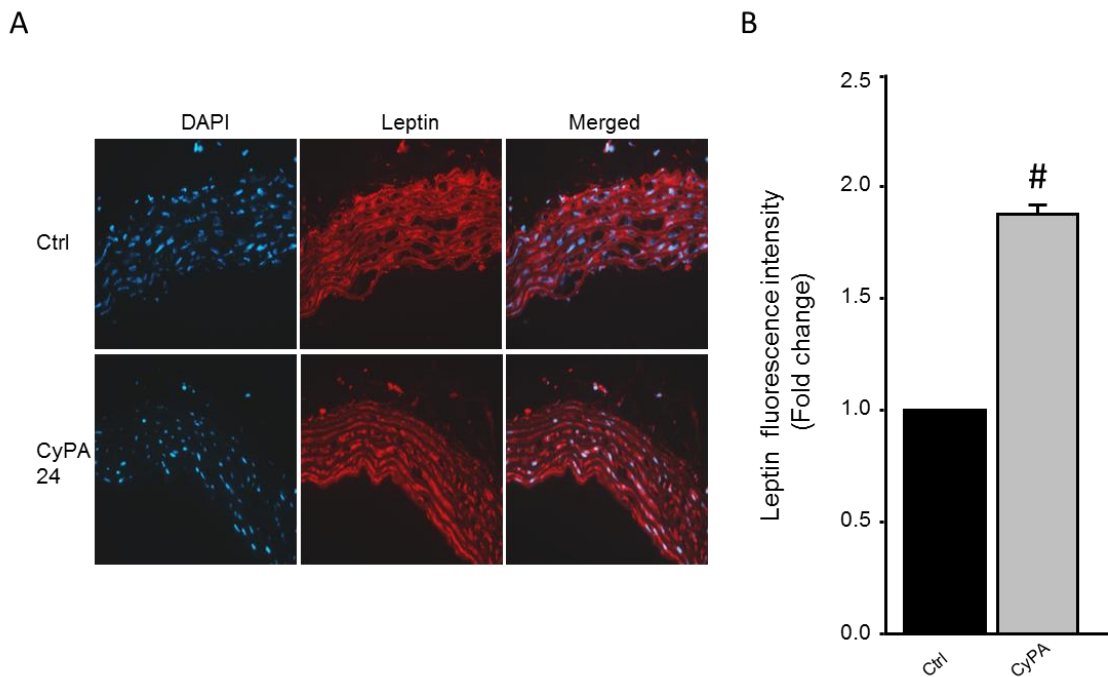 A
B
DAPI Leptin Merged
Ctrl
CyPA
24
Leptin fluorescence intensity
(Fold change)
2.5
2.0
1.5
1.0
0.5
0.0
#
Ctrl CyPA